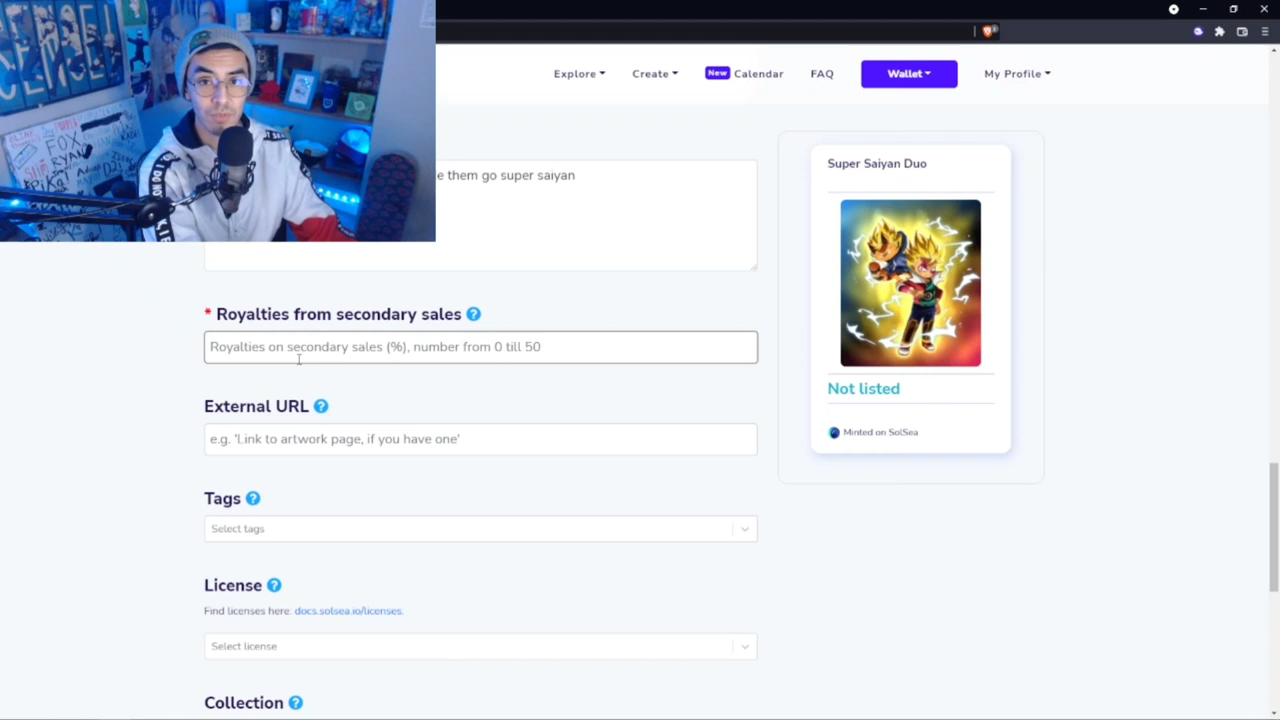 Explore
Create
New Calendar
FAQ
Wallet
My Profile
e them go super saiyan
* Royalties from secondary sales ?
Royalties on secondary sales (%), number from 0 till 50
External URL ?
e.g. 'Link to artwork page, if you have one'
Tags ?
Select tags
License ?
Find licenses here: docs.solsea.io/licenses.
Select license
Collection ?
Super Saiyan Duo
Not listed
Minted on SolSea
FOX
RYAN